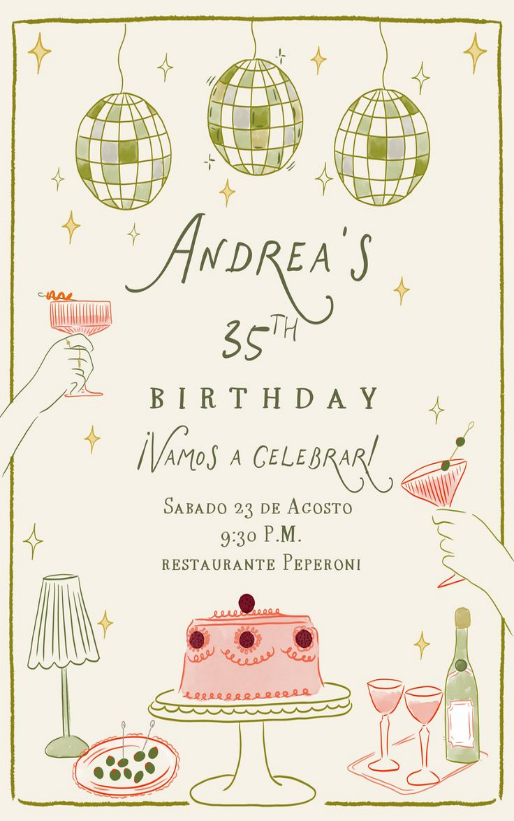 ANDREA'S
35TH
BIRTHDAY
¡VAMOS A CELEBRAR!
SABADO 23 DE AGOSTO
9:30 P.M.
RESTAURANTE PEPERONI